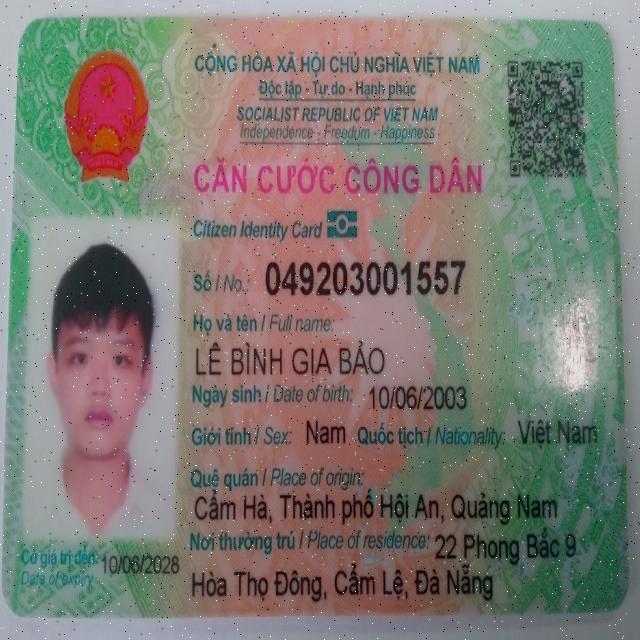 CỘNG HÒA XÃ HỘI CHỦ NGHĨA VIỆT NAM
Độc lập - Tự do - Hạnh phúc
SOCIALIST REPUBLIC OF VIET NAM
Independence - Freedom - Happiness
CĂN CƯỚC CÔNG DÂN
Citizen Identity Card
Số / No.: 049203001557
Họ và tên / Full name:
LÊ BÌNH GIA BẢO
Ngày sinh / Date of birth: 10/06/2003
Giới tính / Sex: Nam Quốc tịch / Nationality: Việt Nam
Quê quán / Place of origin:
Cẩm Hà, Thành phố Hội An, Quảng Nam
Nơi thường trú / Place of residence: 22 Phong Bắc 9
Hòa Thọ Đông, Cẩm Lệ, Đà Nẵng
Có giá trị đến: 10/06/2028
Date of expiry